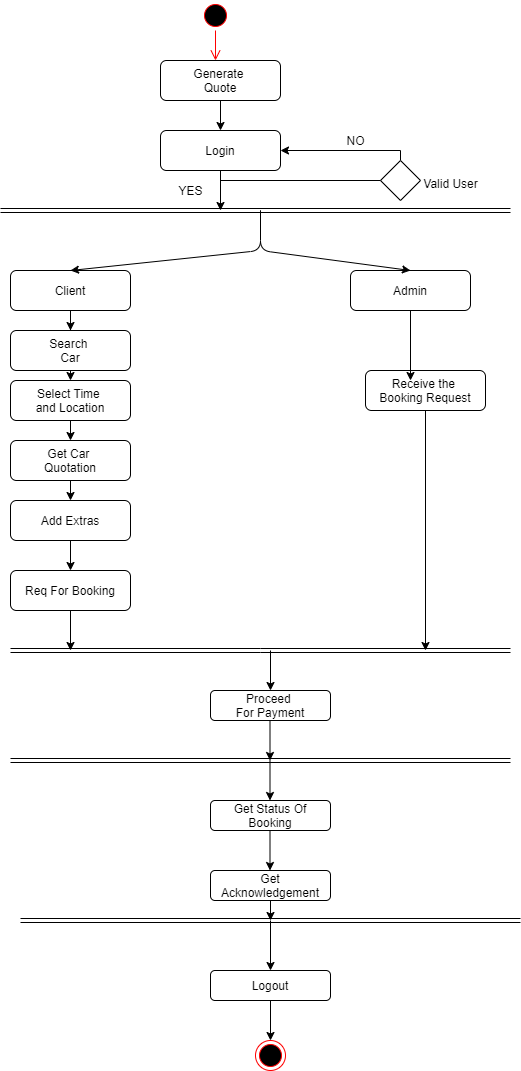 Generate
Quote
Login
NO
YES
Valid User
Client
Admin
Search
Car
Receive the
Booking Request
Select Time
and Location
Get Car
Quotation
Add Extras
Req For Booking
Proceed
For Payment
Get Status Of
Booking
Get
Acknowledgement
Logout